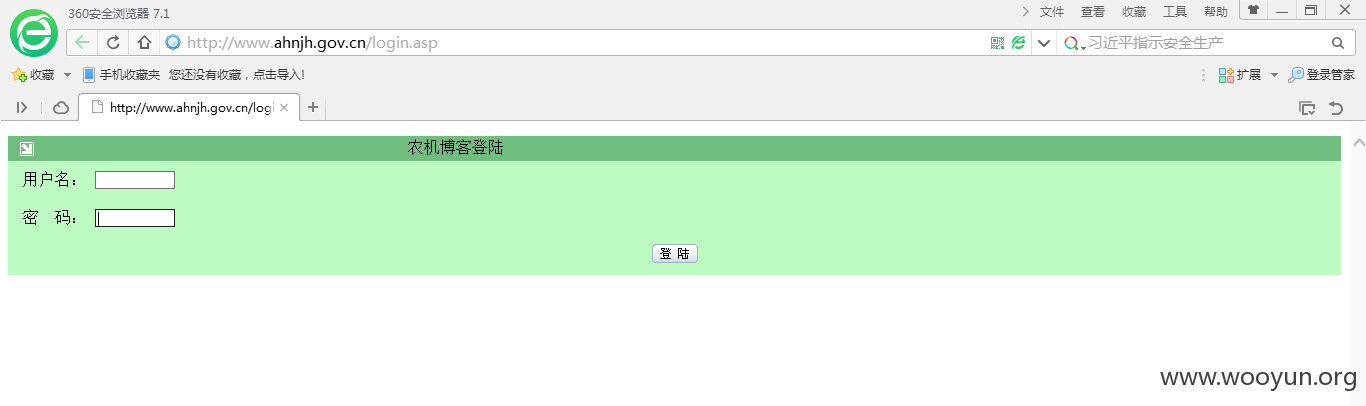 360安全浏览器 7.1
文件 查看 收藏 工具 帮助
http://www.ahnjh.gov.cn/login.asp
习近平指示安全生产
收藏 手机收藏夹 您还没有收藏，点击导入!
扩展 登录管家
http://www.ahnjh.gov.cn/logi
农机博客登陆
用户名：
密 码：
登 陆
www.wooyun.org